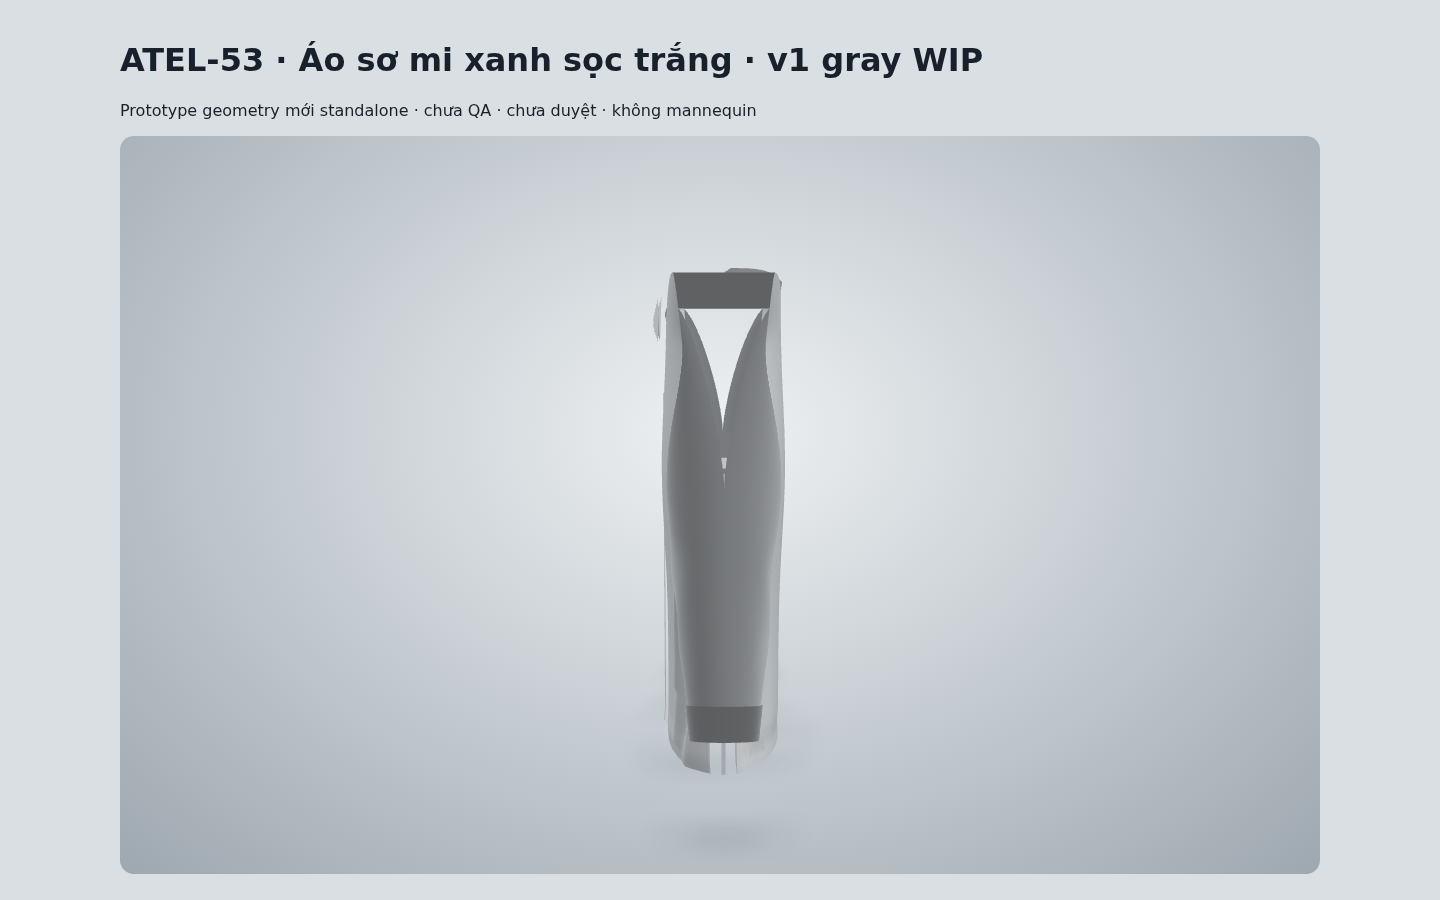 ATEL-53 · Áo sơ mi xanh sọc trắng · v1 gray WIP
Prototype geometry mới standalone · chưa QA · chưa duyệt · không mannequin